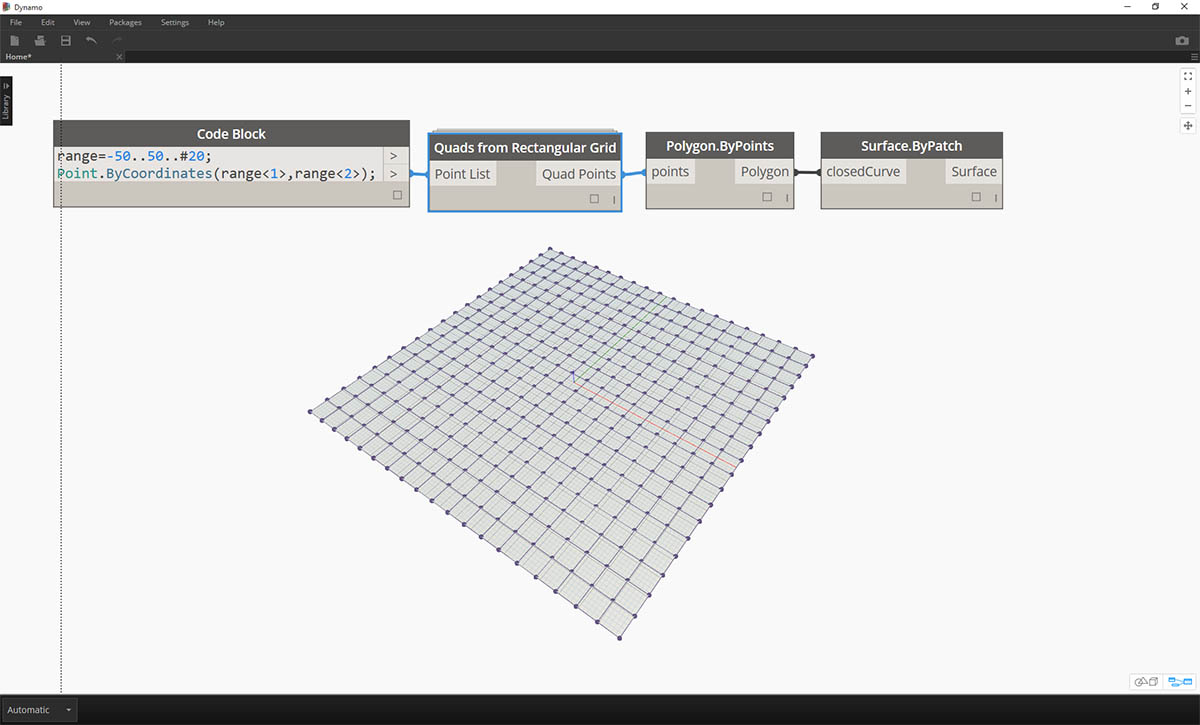 Dynamo
File Edit View Packages Settings Help
Home*
Library
Code Block
range=-50..50..#20;
>
Point.ByCoordinates(range<1>,range<2>);
>
Quads from Rectangular Grid
Point List Quad Points
Polygon.ByPoints
points Polygon
Surface.ByPatch
closedCurve Surface
Automatic